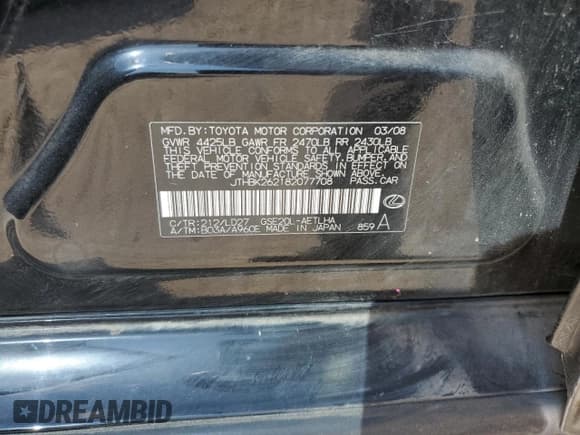 MFD. BY: TOYOTA MOTOR CORPORATION 03/08
GVWR 4425LB GAWR FR 2470LB RR 2430LB
THIS VEHICLE CONFORMS TO ALL APPLICABLE
FEDERAL MOTOR VEHICLE SAFETY, BUMPER, AND
THEFT PREVENTION STANDARDS IN EFFECT ON
THE DATE OF MANUFACTURE SHOWN ABOVE.
JTHBK262182077708 PASS. CAR
C/TR: 212/LD27 GSE20L-AETLHA
A/TM: B03A/A960E MADE IN JAPAN 859 A
DREAMBID